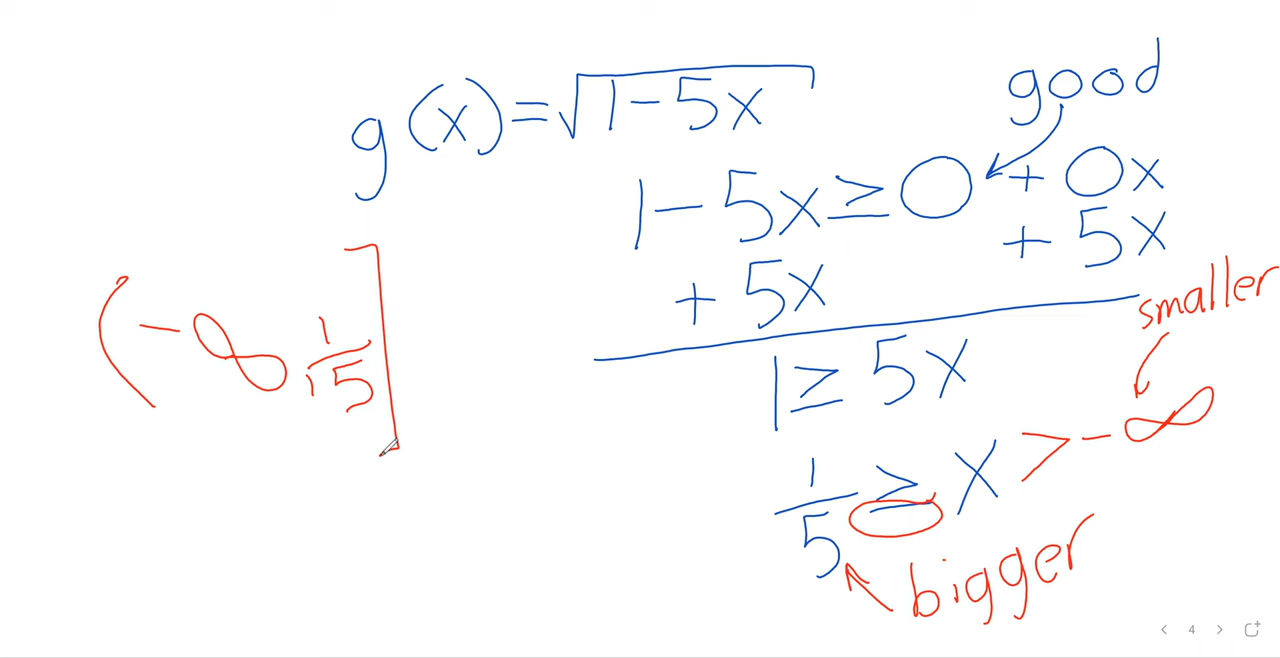 g(x)=√1-5x
good
1-5x≥0 + 0x
+ 5x + 5x
smaller
1≥ 5x
(-∞, 1/5]
1/5 ≥ x > -∞
bigger
4